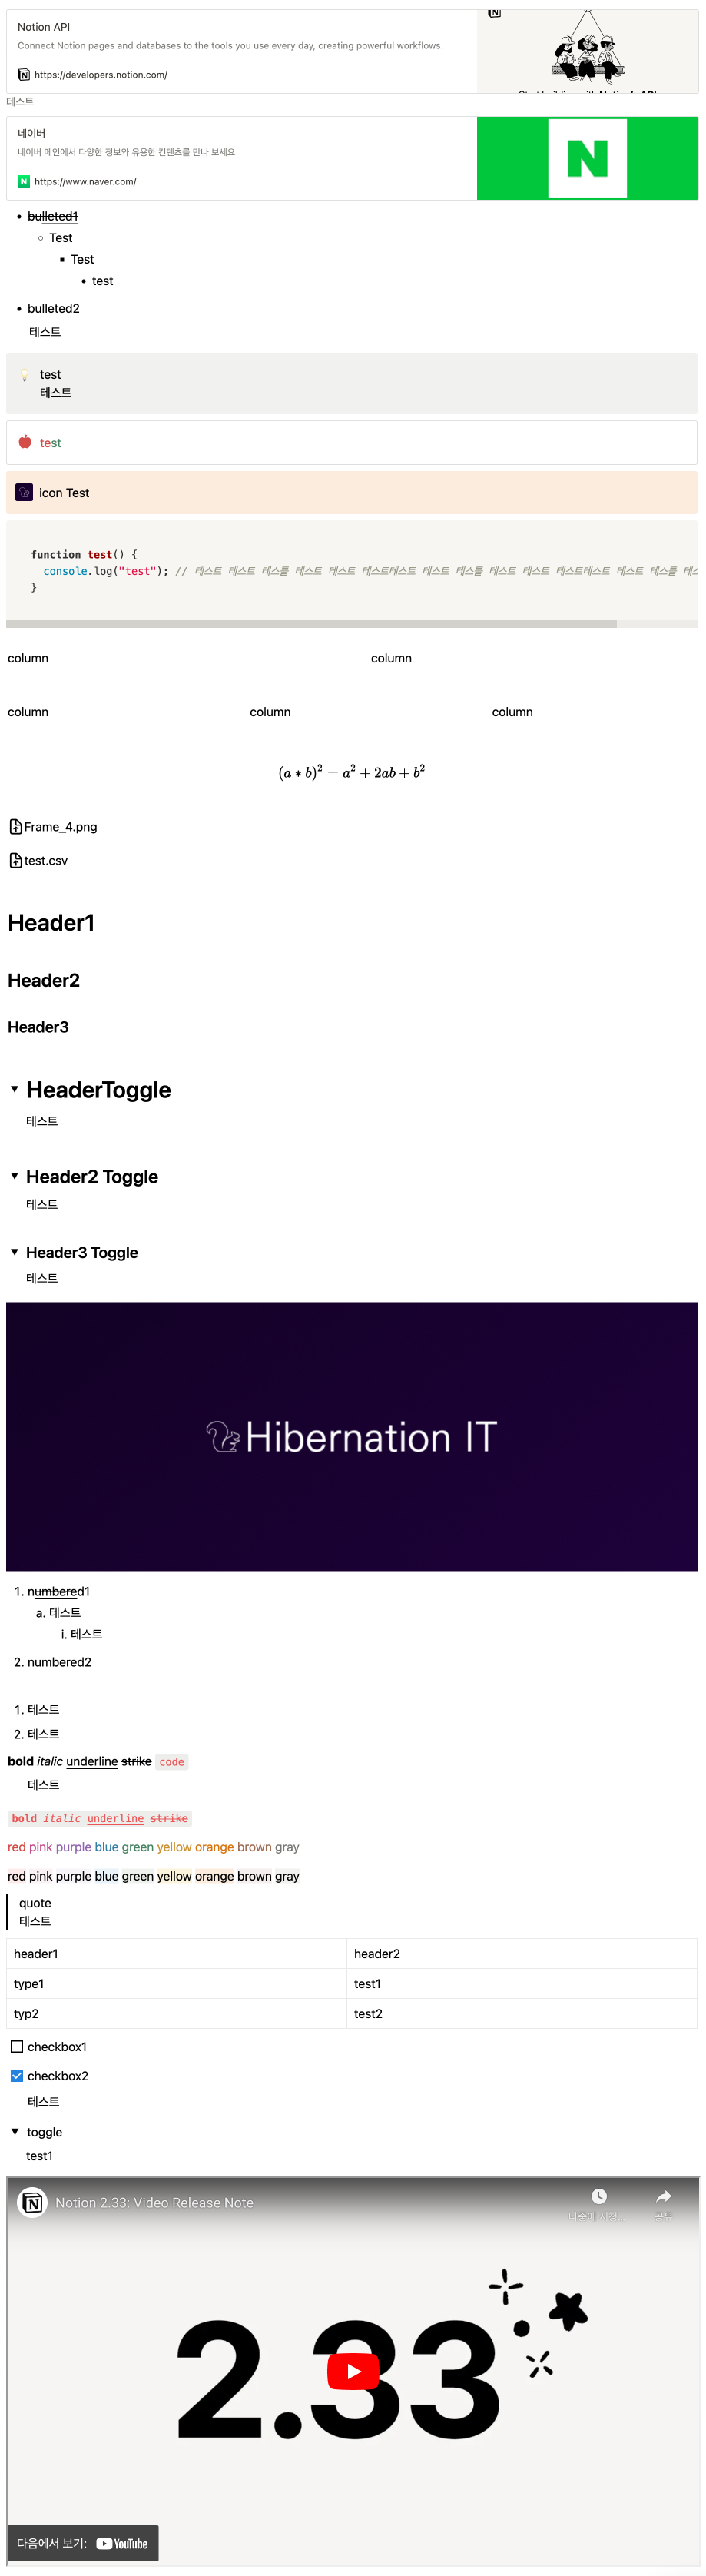 Notion API
Connect Notion pages and databases to the tools you use every day, creating powerful workflows.
https://developers.notion.com/
테스트
네이버
네이버 메인에서 다양한 정보와 유용한 컨텐츠를 만나 보세요
https://www.naver.com/
N
• bulleted1
◦ Test
▪ Test
• test
• bulleted2
테스트
test
테스트
test
icon Test
function test() {
console.log("test"); // 테스트 테스트 테스틑 테스트 테스트 테스트테스트 테스트 테스틑 테스트 테스트 테스트테스트 테스트 테스틑
}
column column
column column column
(a ∗ b)² = a² + 2ab + b²
Frame_4.png
test.csv
Header1
Header2
Header3
HeaderToggle
테스트
Header2 Toggle
테스트
Header3 Toggle
테스트
Hibernation IT
1. numbered1
a. 테스트
i. 테스트
2. numbered2
1. 테스트
2. 테스트
bold italic underline strike code
테스트
bold italic underline strike
red pink purple blue green yellow orange brown gray
red pink purple blue green yellow orange brown gray
quote
테스트
header1 header2
type1 test1
typ2 test2
checkbox1
checkbox2
테스트
toggle
test1
Notion 2.33: Video Release Note
공유
2.33
다음에서 보기: YouTube